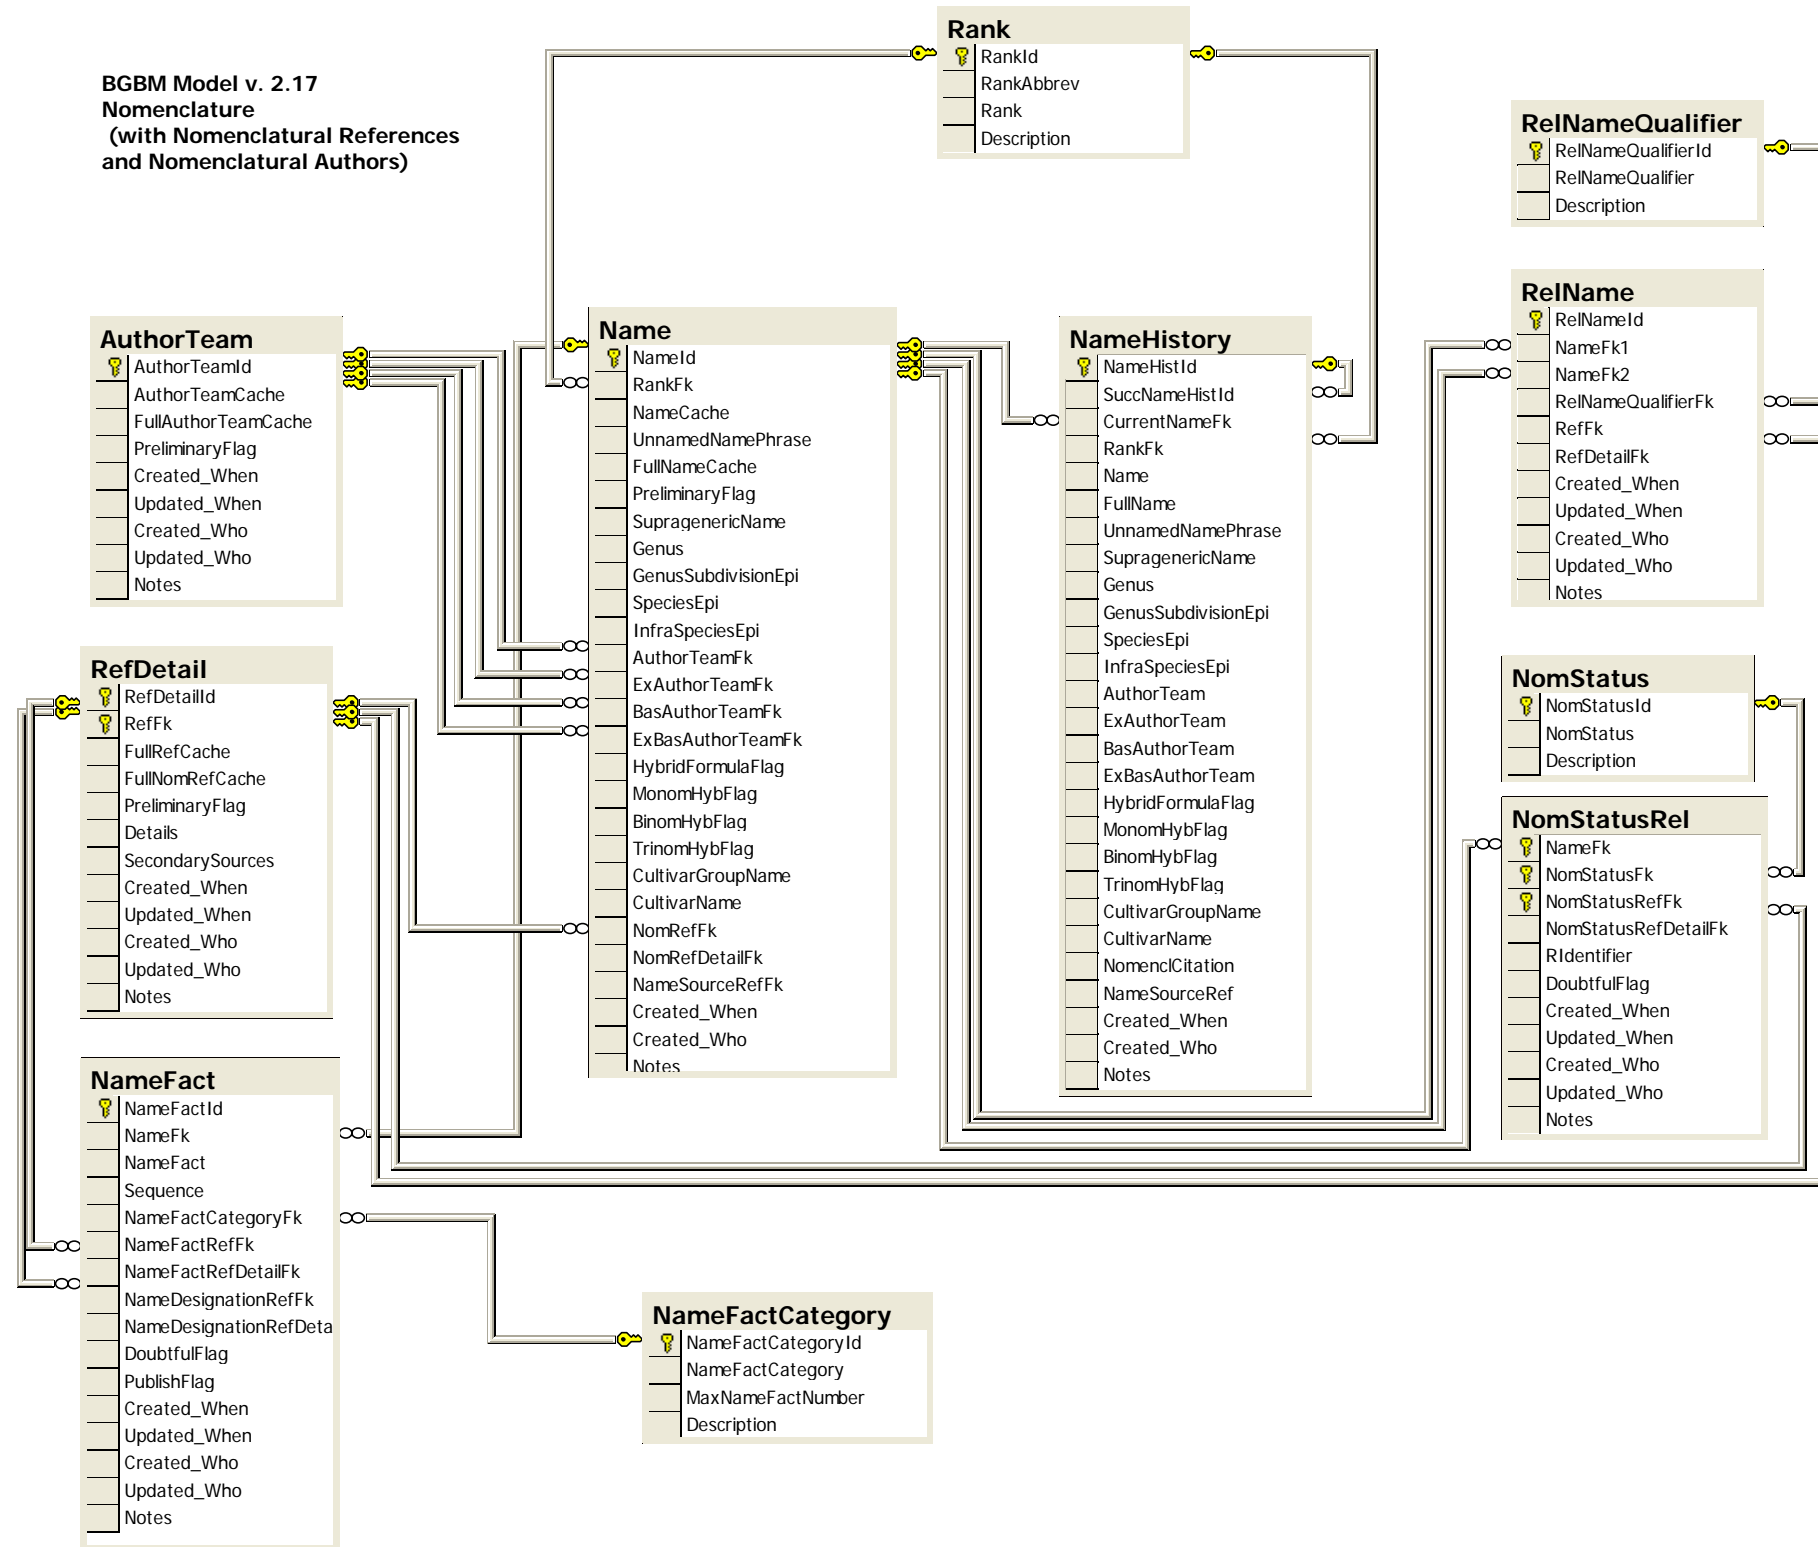 BGBM Model v. 2.17
Nomenclature
(with Nomenclatural References
and Nomenclatural Authors)
Rank
RankId
RankAbbrev
Rank
Description
RelNameQualifier
RelNameQualifierId
RelNameQualifier
Description
AuthorTeam
AuthorTeamId
AuthorTeamCache
FullAuthorTeamCache
PreliminaryFlag
Created_When
Updated_When
Created_Who
Updated_Who
Notes
Name
NameId
RankFk
NameCache
UnnamedNamePhrase
FullNameCache
PreliminaryFlag
SupragenericName
Genus
GenusSubdivisionEpi
SpeciesEpi
InfraSpeciesEpi
AuthorTeamFk
ExAuthorTeamFk
BasAuthorTeamFk
ExBasAuthorTeamFk
HybridFormulaFlag
MonomHybFlag
BinomHybFlag
TrinomHybFlag
CultivarGroupName
CultivarName
NomRefFk
NomRefDetailFk
NameSourceRefFk
Created_When
Created_Who
Notes
NameHistory
NameHistId
SuccNameHistId
CurrentNameFk
RankFk
Name
FullName
UnnamedNamePhrase
SupragenericName
Genus
GenusSubdivisionEpi
SpeciesEpi
InfraSpeciesEpi
AuthorTeam
ExAuthorTeam
BasAuthorTeam
ExBasAuthorTeam
HybridFormulaFlag
MonomHybFlag
BinomHybFlag
TrinomHybFlag
CultivarGroupName
CultivarName
NomenclCitation
NameSourceRef
Created_When
Created_Who
Notes
RelName
RelNameId
NameFk1
NameFk2
RelNameQualifierFk
RefFk
RefDetailFk
Created_When
Updated_When
Created_Who
Updated_Who
Notes
RefDetail
RefDetailId
RefFk
FullRefCache
FullNomRefCache
PreliminaryFlag
Details
SecondarySources
Created_When
Updated_When
Created_Who
Updated_Who
Notes
NomStatus
NomStatusId
NomStatus
Description
NomStatusRel
NameFk
NomStatusFk
NomStatusRefFk
NomStatusRefDetailFk
RIdentifier
DoubtfulFlag
Created_When
Updated_When
Created_Who
Updated_Who
Notes
NameFact
NameFactId
NameFk
NameFact
Sequence
NameFactCategoryFk
NameFactRefFk
NameFactRefDetailFk
NameDesignationRefFk
NameDesignationRefDeta
DoubtfulFlag
PublishFlag
Created_When
Updated_When
Created_Who
Updated_Who
Notes
NameFactCategory
NameFactCategoryId
NameFactCategory
MaxNameFactNumber
Description